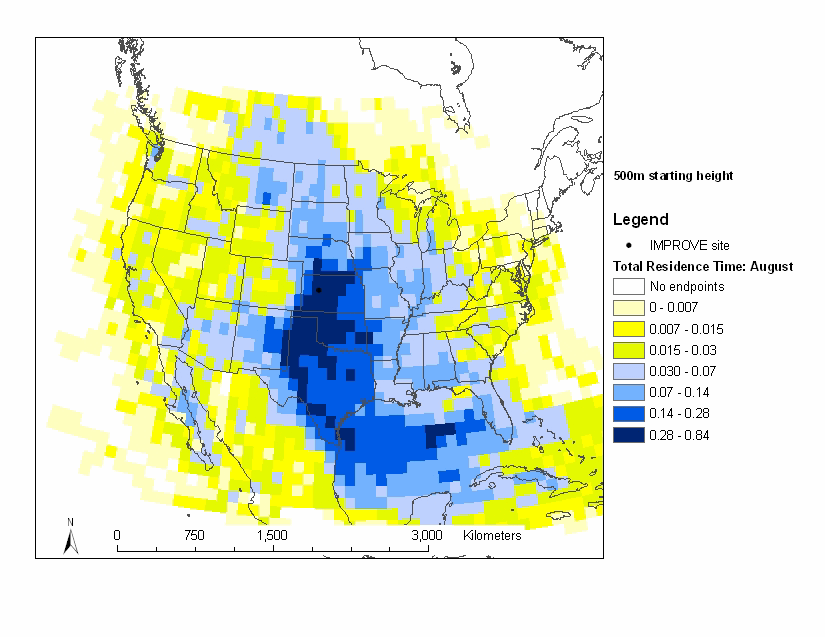 500m starting height
Legend
IMPROVE site
Total Residence Time: August
No endpoints
0 - 0.007
0.007 - 0.015
0.015 - 0.03
0.030 - 0.07
0.07 - 0.14
0.14 - 0.28
0.28 - 0.84
N
0 750 1,500 3,000 Kilometers